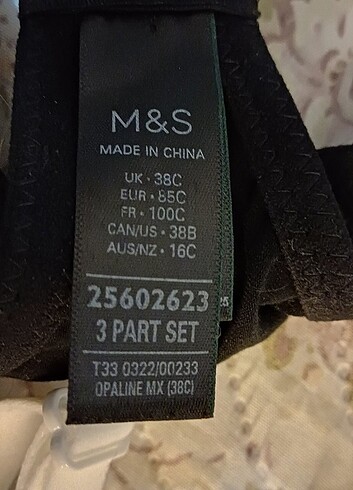 M&S
MADE IN CHINA
UK • 38C
EUR • 85C
FR • 100C
CAN/US • 38B
AUS/NZ • 16C
25602623
3 PART SET
T33 0322/00233
OPALINE MX (38C)